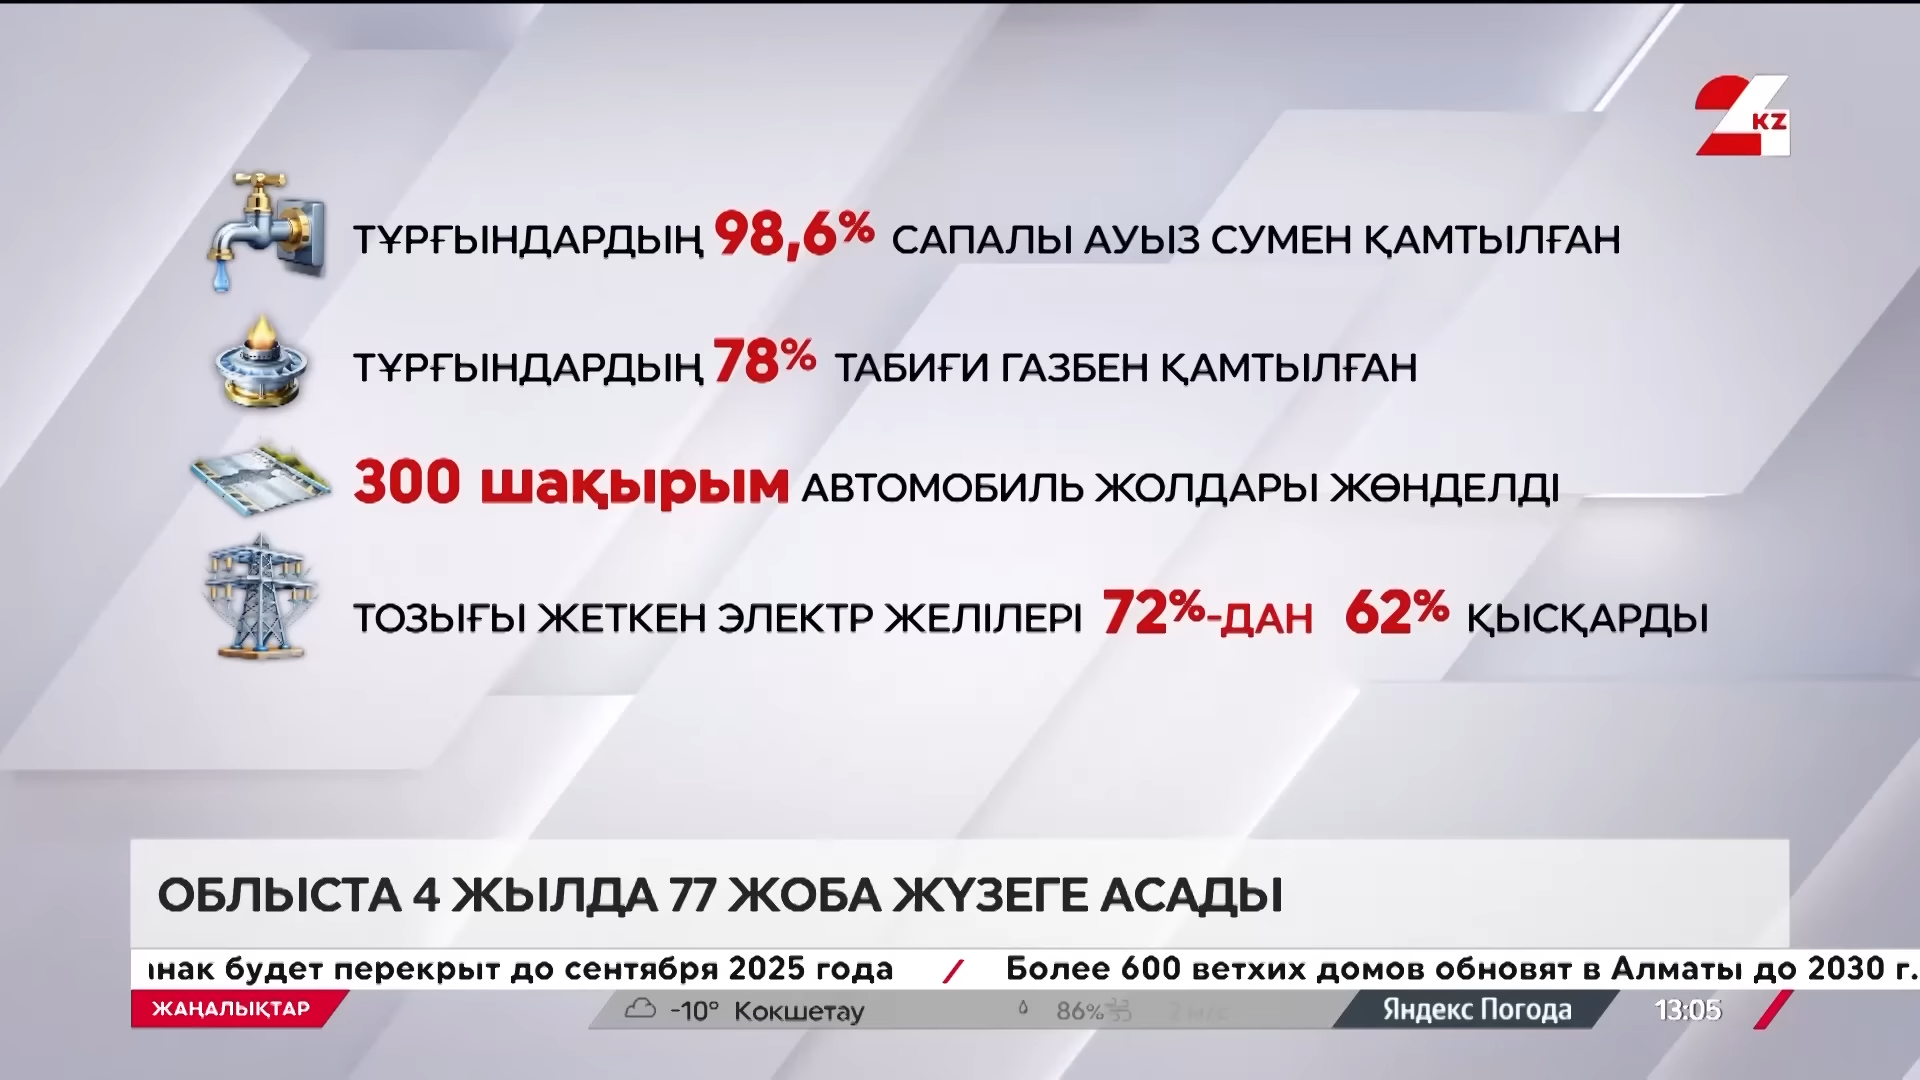 24 KZ
ТҰРҒЫНДАРДЫҢ 98,6% САПАЛЫ АУЫЗ СУМЕН ҚАМТЫЛҒАН
ТҰРҒЫНДАРДЫҢ 78% ТАБИҒИ ГАЗБЕН ҚАМТЫЛҒАН
300 шақырым АВТОМОБИЛЬ ЖОЛДАРЫ ЖӨНДЕЛДІ
ТОЗЫҒЫ ЖЕТКЕН ЭЛЕКТР ЖЕЛІЛЕРІ 72%-ДАН 62% ҚЫСҚАРДЫ
ОБЛЫСТА 4 ЖЫЛДА 77 ЖОБА ЖҮЗЕГЕ АСАДЫ
будет перекрыт до сентября 2025 года / Более 600 ветхих домов обновят в Алматы до 2030 г.
ЖАҢАЛЫҚТАР -10° Кокшетау 86% Яндекс Погода 13:05